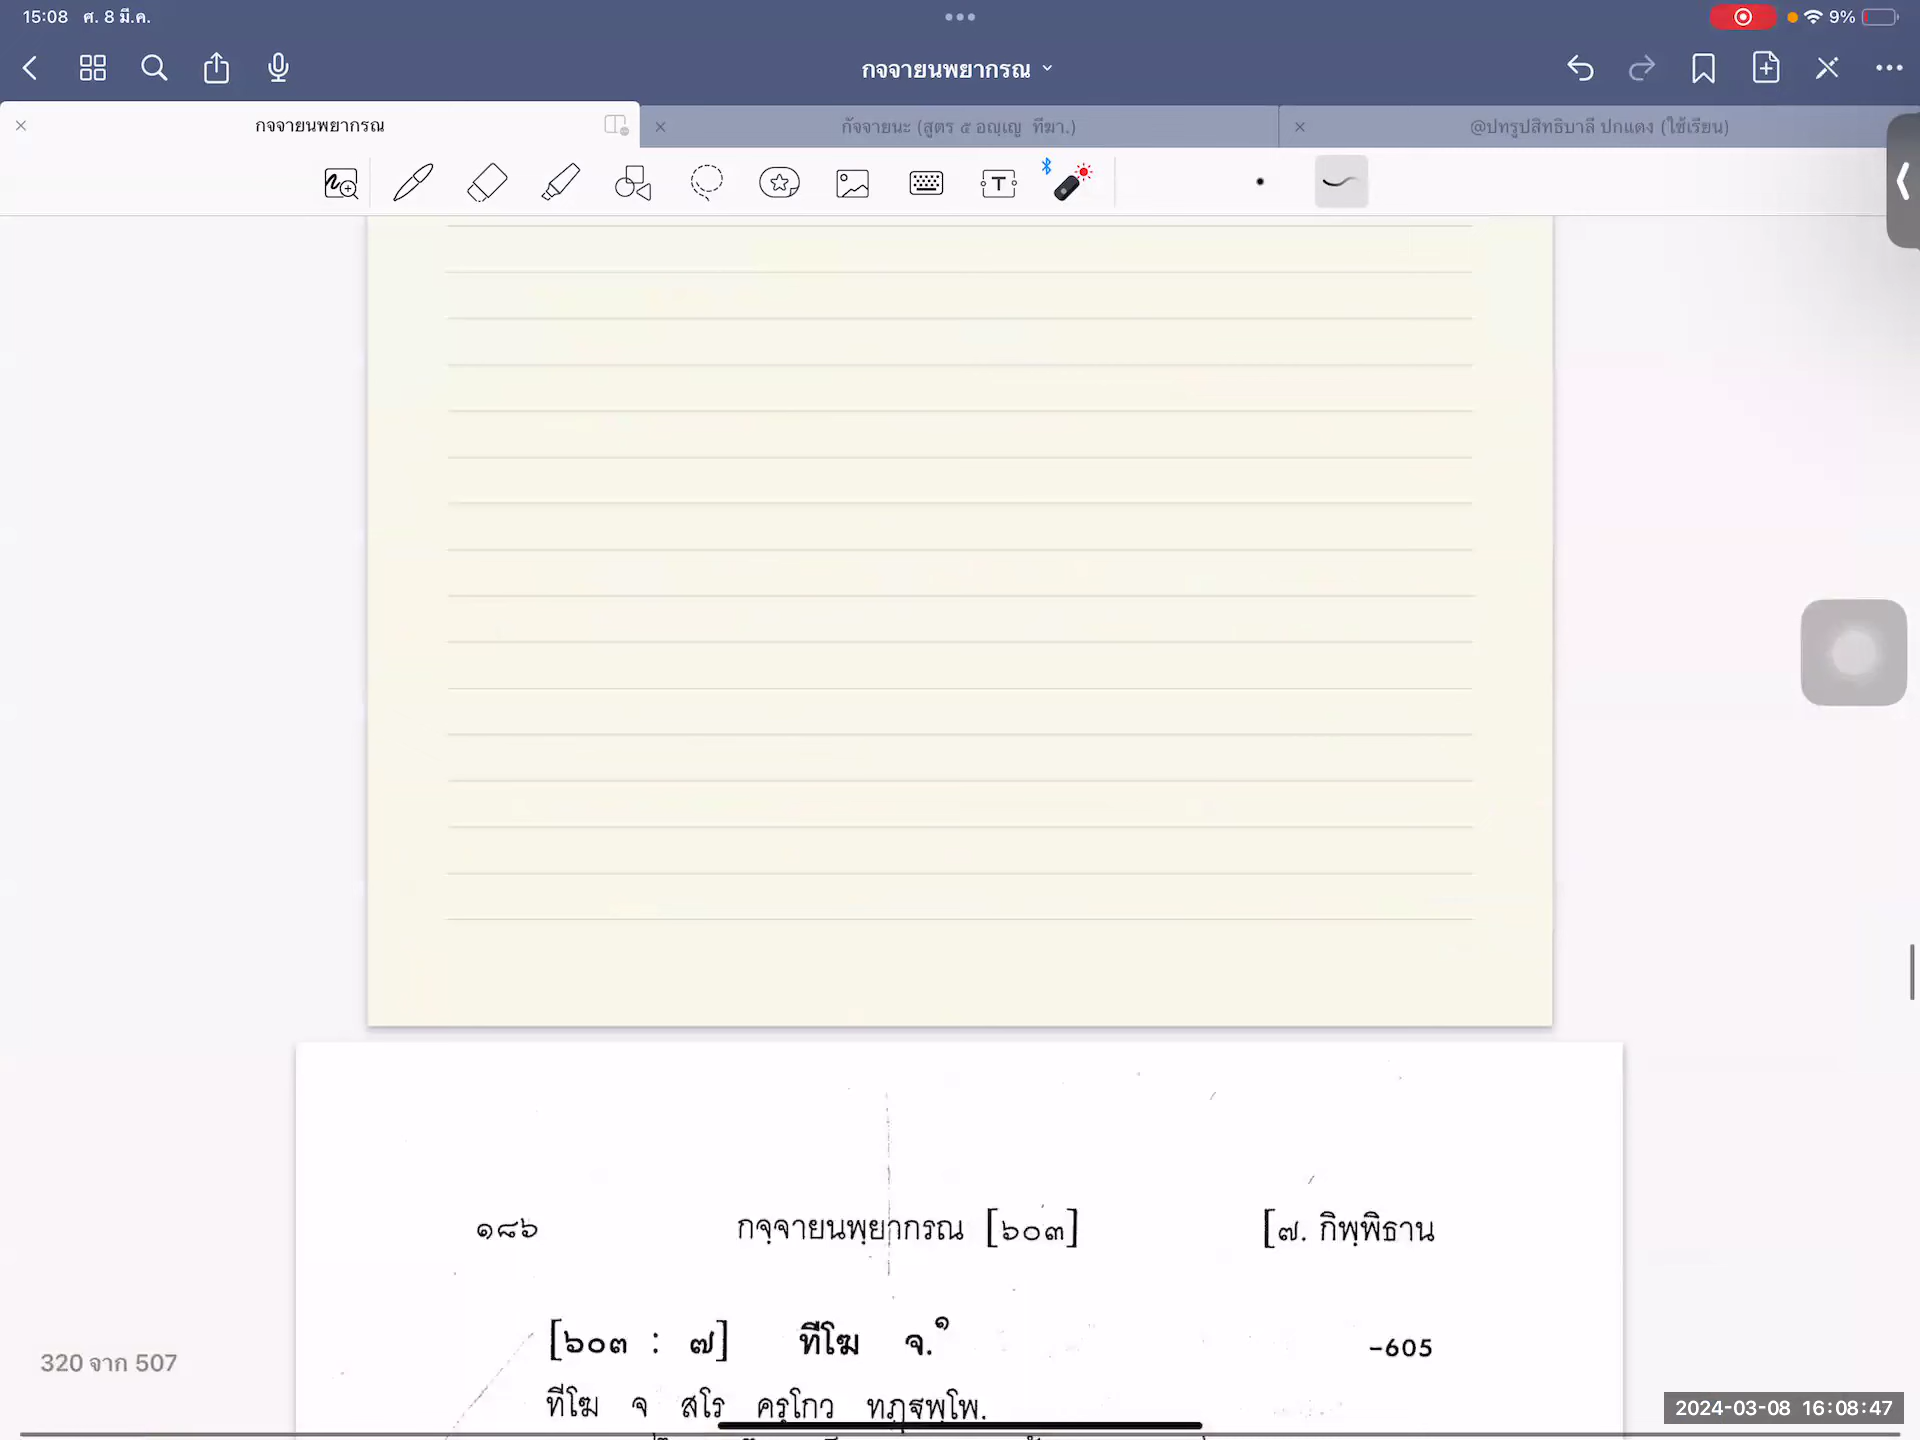 15:08 ศ. 8 มี.ค.
9%
กจจายนพยากรณ
กจจายนพยากรณ
กัจจายนะ (สูตร ๕ อญฺเญ ทีฆา.)
@ปทรูปสิทธิบาลี ปกแดง (ใช้เรียน)
T
๑๘๖ กจฺจายนพฺยากรณ [๖๐๓] [๗. กิพฺพิธาน
[๖๐๓ : ๗] ทีโฆ จ.๑ -605
ทีโฆ จ สโร ครุโกว ทฏฺฐพฺโพ.
320 จาก 507
2024-03-08 16:08:47